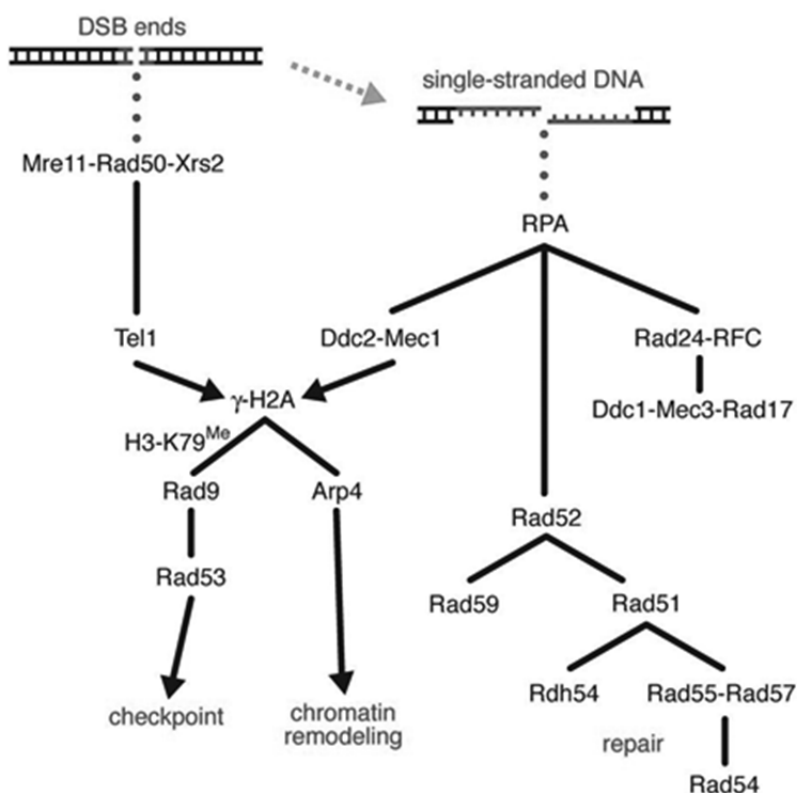 DSB ends
single-stranded DNA
Mre11-Rad50-Xrs2
RPA
Tel1
Ddc2-Mec1
Rad24-RFC
γ-H2A
Ddc1-Mec3-Rad17
H3-K79Me
Rad9
Arp4
Rad52
Rad53
Rad59
Rad51
Rdh54
Rad55-Rad57
checkpoint
chromatin
remodeling
repair
Rad54